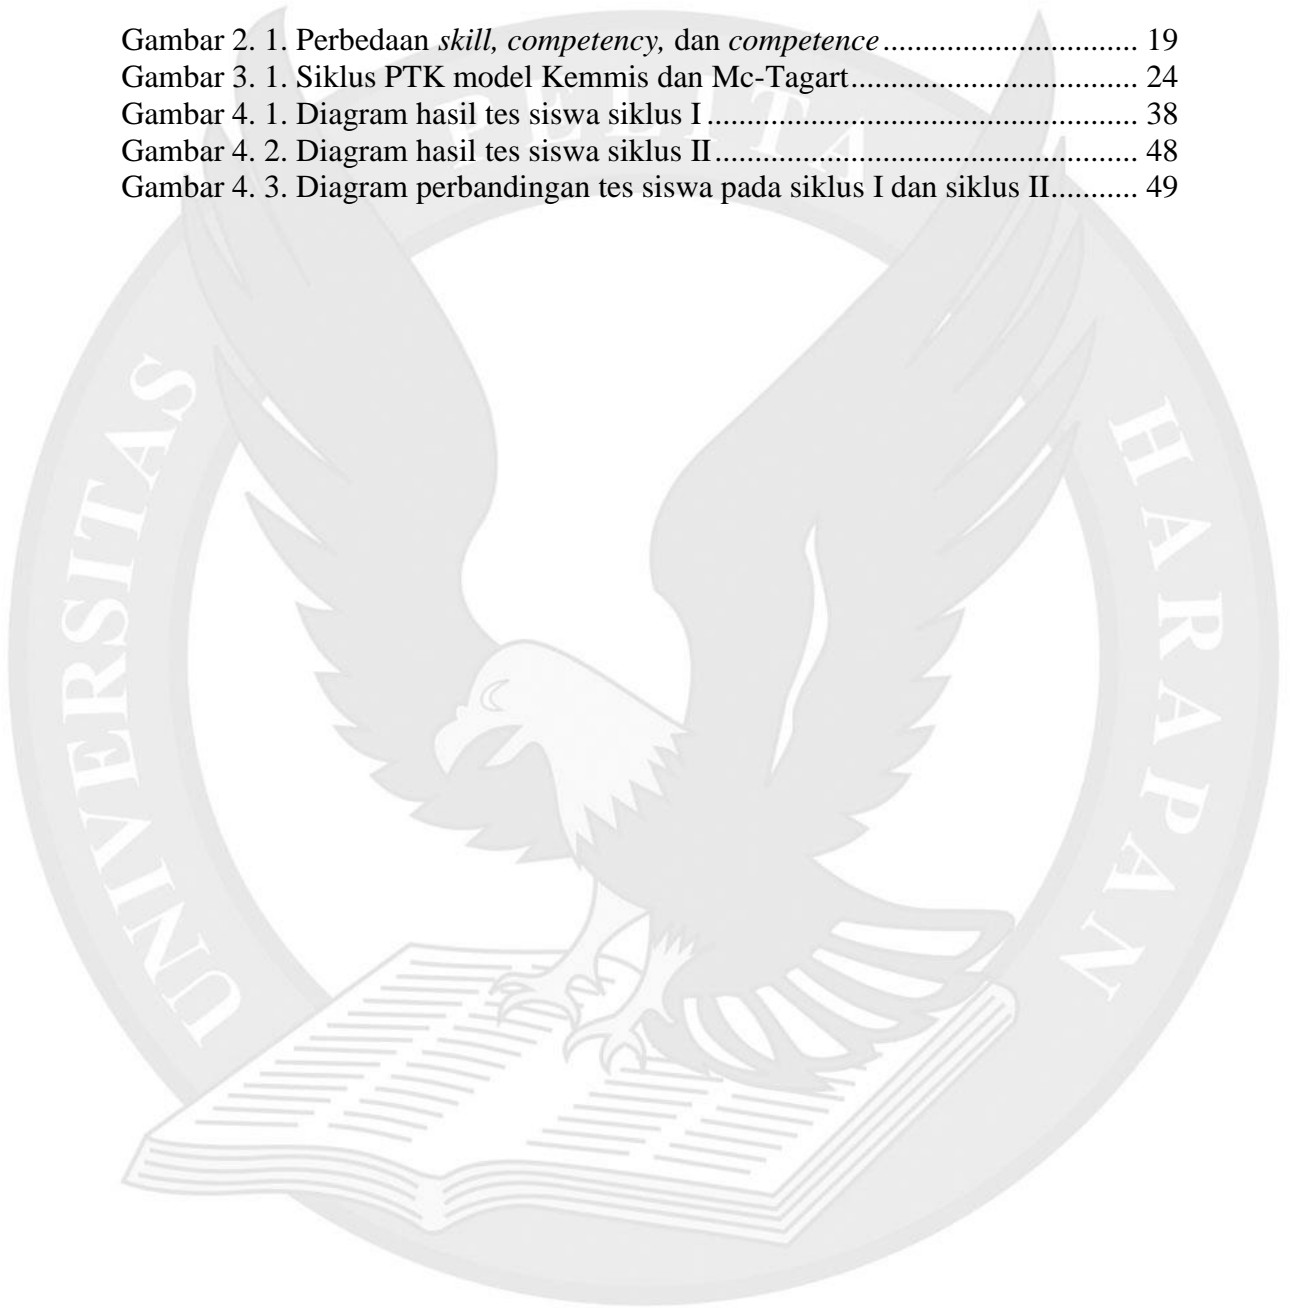 Gambar 2. 1. Perbedaan skill, competency, dan competence ................................ 19
Gambar 3. 1. Siklus PTK model Kemmis dan Mc-Tagart.................................... 24
Gambar 4. 1. Diagram hasil tes siswa siklus I ...................................................... 38
Gambar 4. 2. Diagram hasil tes siswa siklus II ..................................................... 48
Gambar 4. 3. Diagram perbandingan tes siswa pada siklus I dan siklus II........... 49
UNIVERSITAS
PELITA
HARAPAN